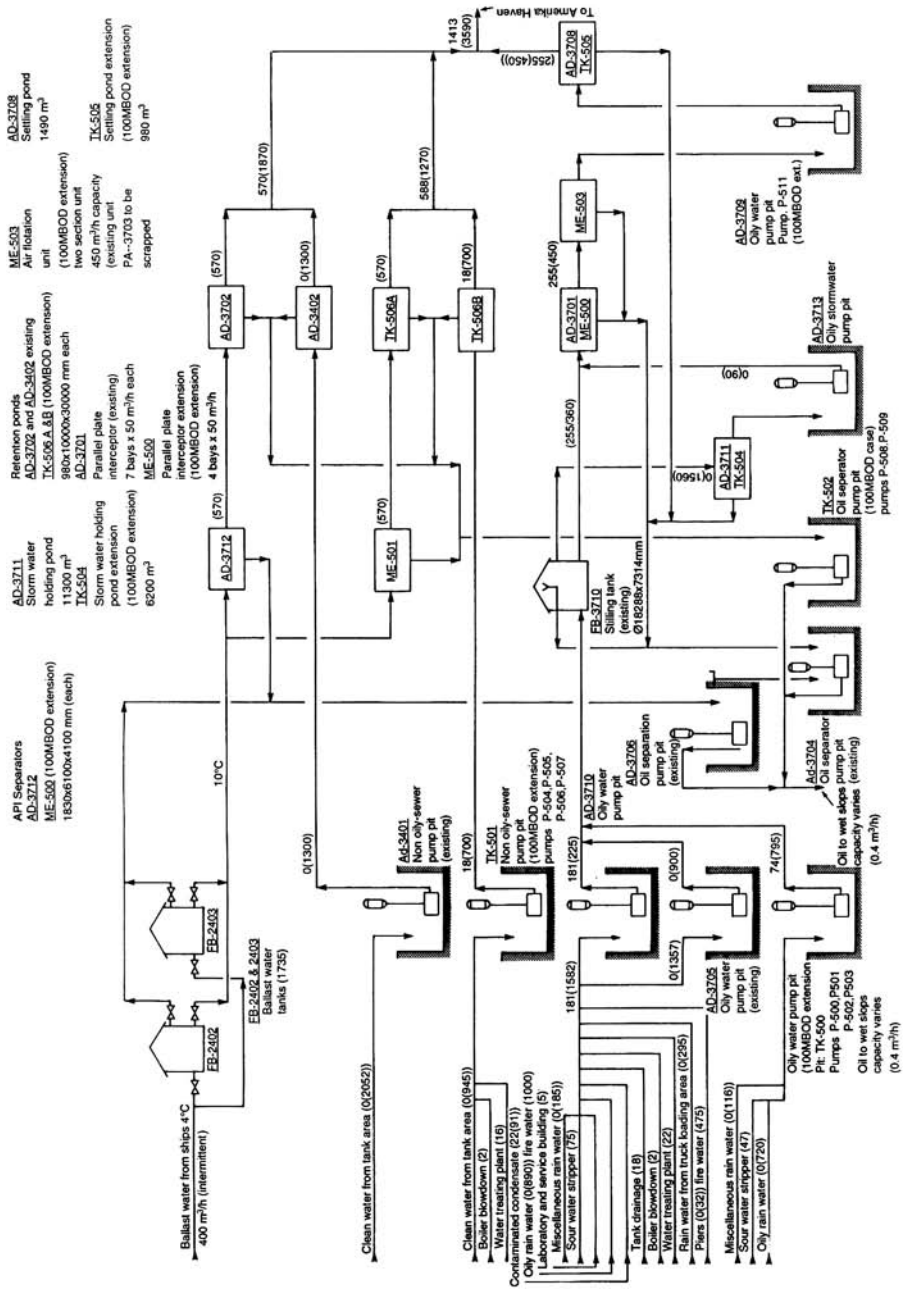 API Separators
AD-3712
ME-500 (100MBOD extension)
1830x6100x4100 mm (each)
AD-3711
Storm water
holding pond
11300 m³
TK-504
Storm water holding
pond extension
(100MBOD extension)
6200 m³
Retention ponds
AD-3702 and AD-3402 existing
TK-506 A &B (100MBOD extension)
980x10000x30000 mm each
AD-3701
Parallel plate
interceptor (existing)
7 bays x 50 m³/h each
ME-500
Parallel plate
interceptor extension
(100MBOD extension)
4 bays x 50 m³/h
ME-503
Air flotation
unit
(100MBOD extension)
two section unit
450 m³/h capacity
(existing unit
PA--3703 to be
scrapped
AD-3708
Settling pond
1490 m³
TK-505
Settling pond extension
(100MBOD extension)
980 m³
Ballast water from ships 4°C
400 m³/h (intermittent)
FB-2402
FB-2403
FB-2402 & 2403
Ballast water
tanks (1735)
10°C
AD-3712
(570)
AD-3702
(570)
570(1870)
1413
(3590)
To Amerika Haven
0(1300)
AD-3402
0(1300)
ME-501
(570)
TK-506A
(570)
588(1270)
TK-506B
18(700)
(255(450))
AD-3708
TK-505
Clean water from tank area (0(2052))
Ad-3401
Non oily-sewer
pump pit
(existing)
Clean water from tank area (0(945))
Boiler blowdown (2)
Water treating plant (16)
18(700)
TK-501
Non oily-sewer
pump pit
(100MBOD extension)
pumps P-504,P-505,
P-506,P-507
Contaminated condensate (22(91))
Oily rain water (0(890)) fire water (1000)
Laboratory and service building (5)
Miscellaneous rain water (0(185))
Sour water stripper (75)
Tank drainage (18)
Boiler blowdown (2)
Water treating plant (22)
Rain water from truck loading area (0(295)
Piers (0(32)) fire water (475)
181(1582)
181(225)
AD-3710
Oily water
pump pit
0(1357)
0(900)
AD-3705
Oily water
pump pit
(existing)
Miscellaneous rain water (0(116))
Sour water stripper (47)
Oily rain water (0(720)
74(795)
Oily water pump pit
(100MBOD extension
Pit: TK-500
Pumps P-500,P501
P-502,P503
Oil to wet slops
capacity varies
(0.4 m³/h)
FB-3710
Stilling tank
(existing)
Ø18288x7314mm
(255/360)
AD-3701
ME-500
255(450)
ME-503
0(1560)
AD-3711
TK-504
0(90)
AD-3706
Oil separation
pump pit
(existing)
Ad-3704
Oil separator
pump pit
(existing)
Oil to wet slops
capacity varies
(0.4 m³/h)
TK-502
Oil seperator
pump pit
(100MBOD case)
pumps P-508,P-509
AD-3713
Oily stormwater
pump pit
AD-3709
Oily water
pump pit
Pump, P-511
(100MBOD ext.)